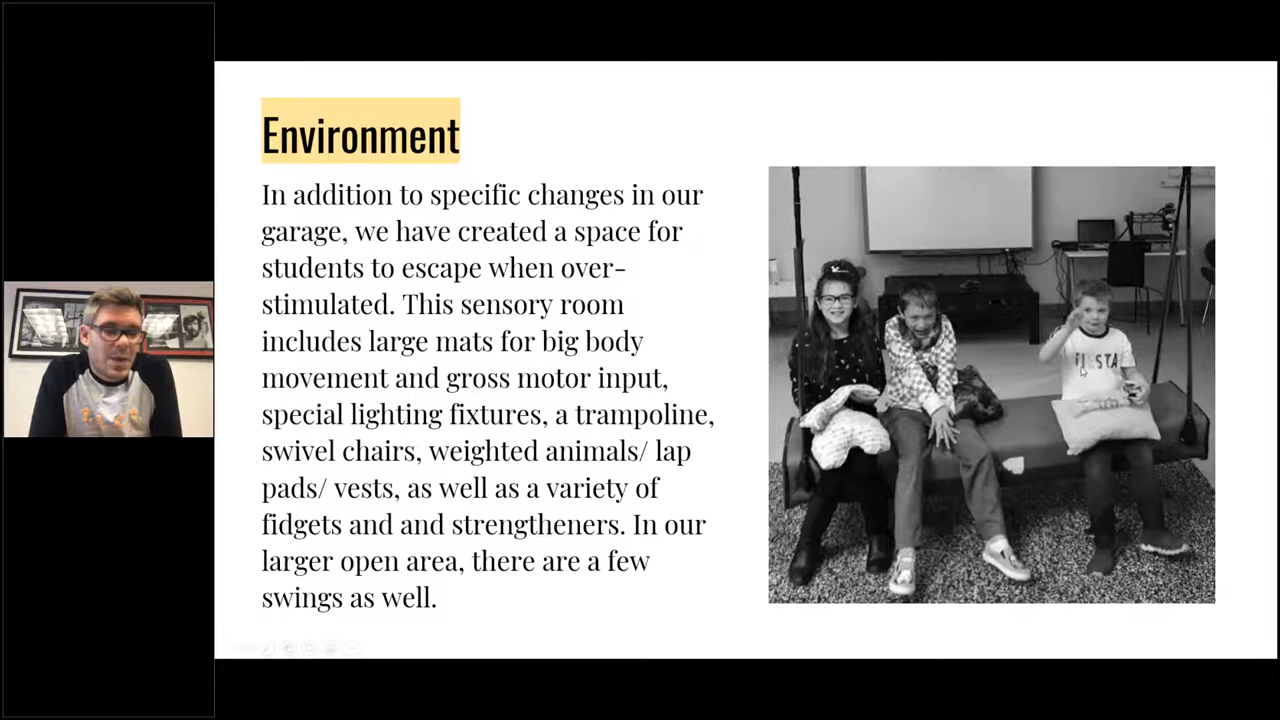 Environment
In addition to specific changes in our
garage, we have created a space for
students to escape when over-
stimulated. This sensory room
includes large mats for big body
movement and gross motor input,
special lighting fixtures, a trampoline,
swivel chairs, weighted animals/ lap
pads/ vests, as well as a variety of
fidgets and and strengtheners. In our
larger open area, there are a few
swings as well.